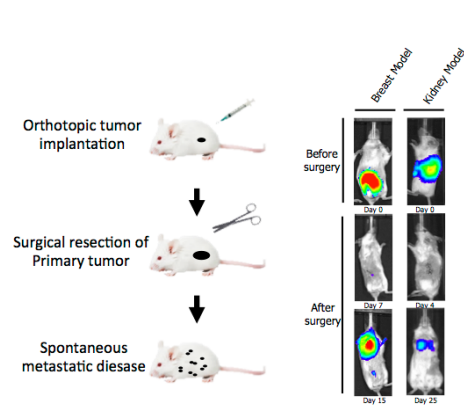 Orthotopic tumor
implantation
Surgical resection of
Primary tumor
Spontaneous
metastatic diesase
Breast Model
Kidney Model
Before
surgery
Day 0
Day 0
After
surgery
Day 7
Day 4
Day 15
Day 25